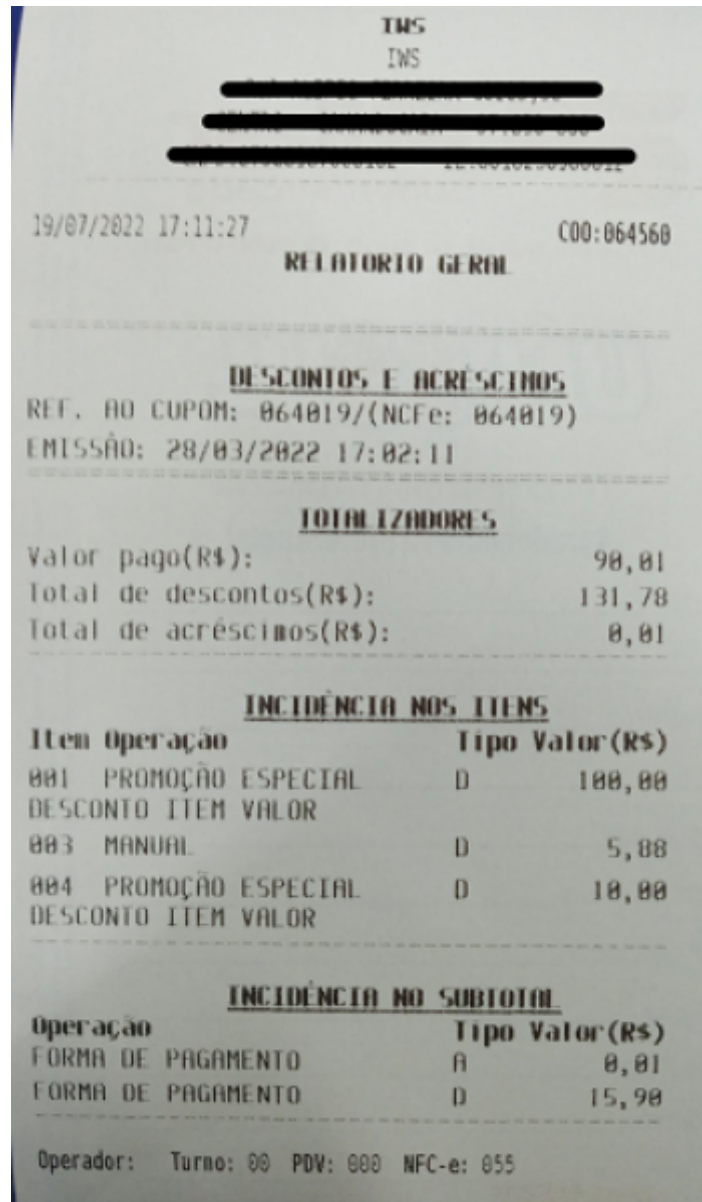 IWS
IWS
19/07/2022 17:11:27 COO:064560
RELATORIO GERAL
DESCONTOS E ACRÉSCIMOS
REF. AO CUPOM: 064019/(NCFe: 064019)
EMISSÃO: 28/03/2022 17:02:11
TOTALIZADORES
Valor pago(R$): 90,01
Total de descontos(R$): 131,78
Total de acréscimos(R$): 0,01
INCIDÊNCIA NOS ITENS
Item Operação Tipo Valor(R$)
001 PROMOÇÃO ESPECIAL D 100,00
DESCONTO ITEM VALOR
003 MANUAL D 5,88
004 PROMOÇÃO ESPECIAL D 10,00
DESCONTO ITEM VALOR
INCIDÊNCIA NO SUBTOTAL
Operação Tipo Valor(R$)
FORMA DE PAGAMENTO A 0,01
FORMA DE PAGAMENTO D 15,90
Operador: Turno: 00 PDV: 000 NFC-e: 055